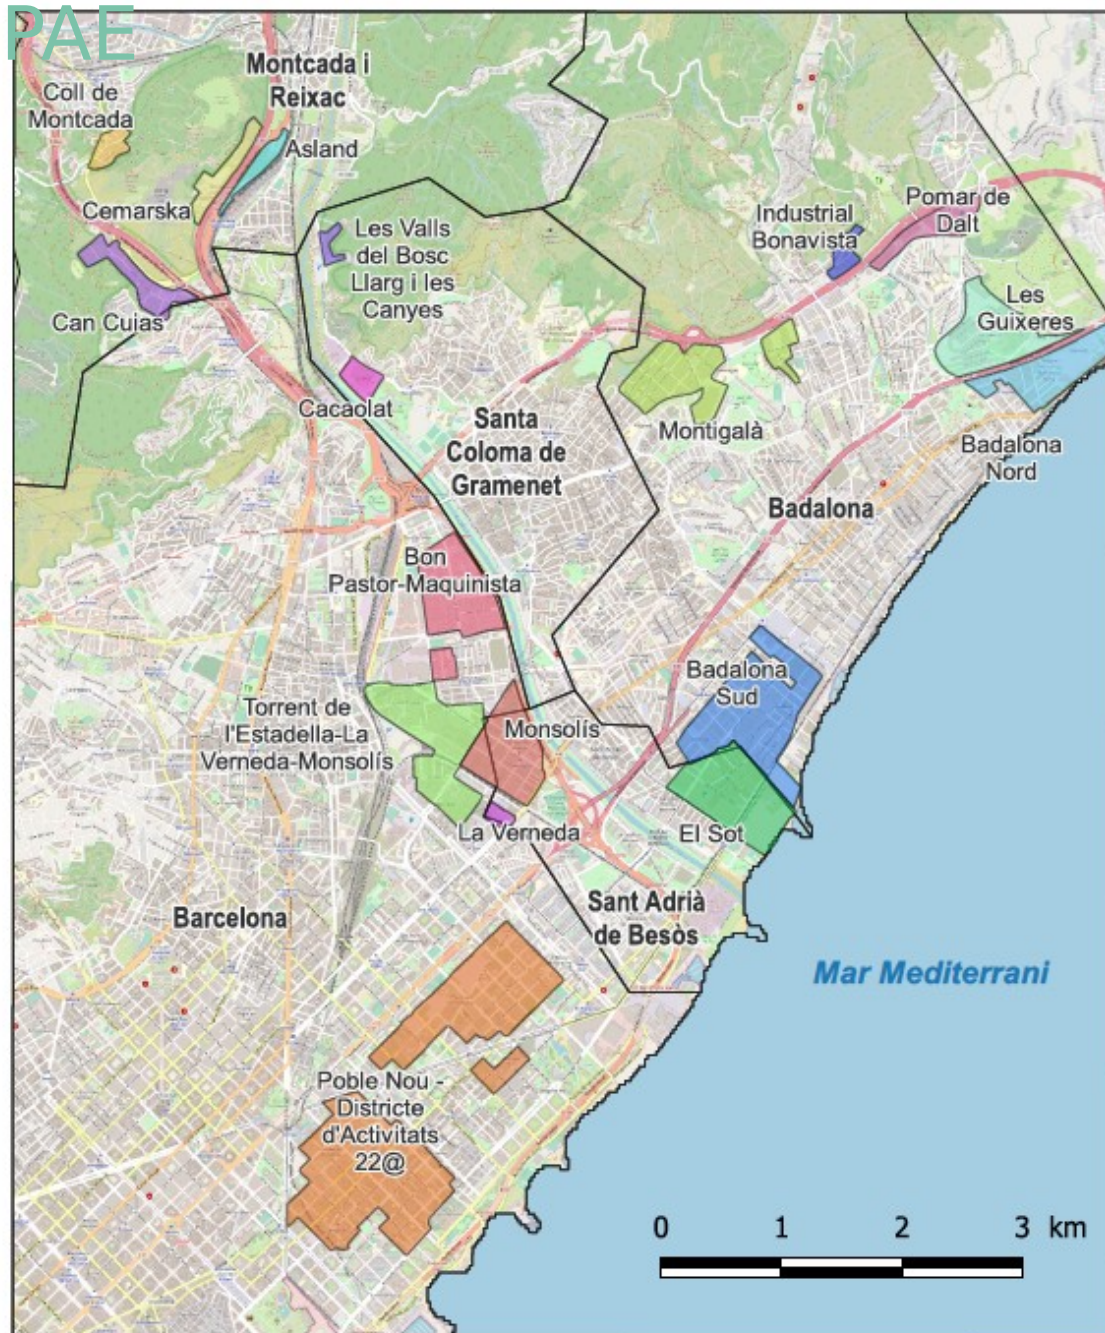 PAE
Montcada i
Reixac
Coll de
Montcada
Asland
Cemarska
Can Cuias
Les Valls
del Bosc
Llarg i les
Canyes
Industrial
Bonavista
Pomar de
Dalt
Les
Guixeres
Cacaolat
Santa
Coloma de
Gramenet
Montigalà
Badalona
Nord
Badalona
Bon
Pastor-Maquinista
Badalona
Sud
Torrent de
l'Estadella-La
Verneda-Monsolís
Monsolís
La Verneda
El Sot
Barcelona
Sant Adrià
de Besòs
Mar Mediterrani
Poble Nou -
Districte
d'Activitats
22@
0 1 2 3 km